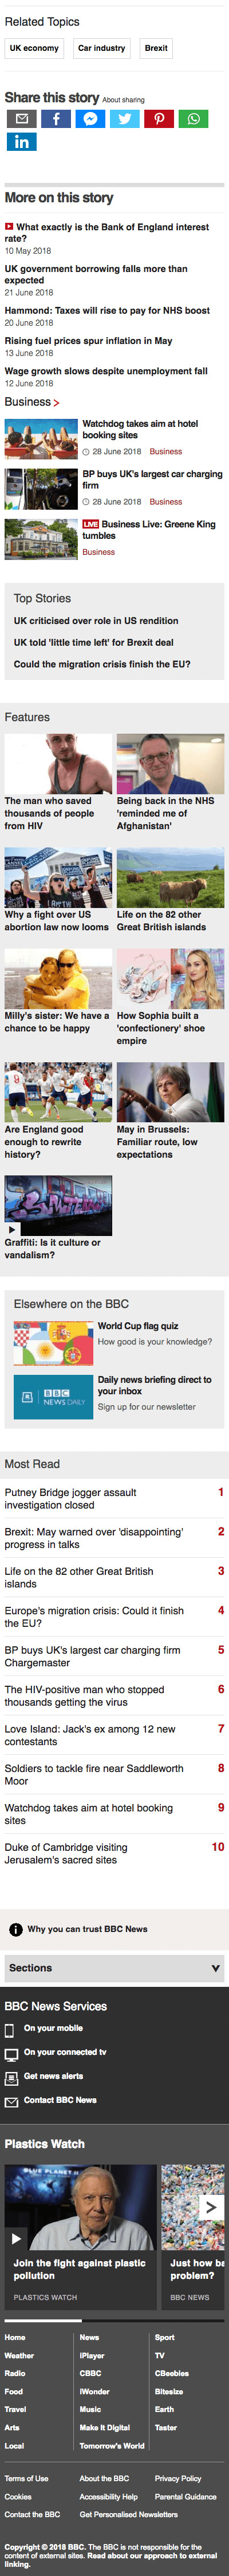 Related Topics
UK economy Car industry Brexit
Share this story About sharing
in
More on this story
What exactly is the Bank of England interest
rate?
10 May 2018
UK government borrowing falls more than
expected
21 June 2018
Hammond: Taxes will rise to pay for NHS boost
20 June 2018
Rising fuel prices spur inflation in May
13 June 2018
Wage growth slows despite unemployment fall
12 June 2018
Business >
Watchdog takes aim at hotel
booking sites
28 June 2018 Business
BP buys UK's largest car charging
firm
28 June 2018 Business
LIVE Business Live: Greene King
tumbles
Business
Top Stories
UK criticised over role in US rendition
UK told 'little time left' for Brexit deal
Could the migration crisis finish the EU?
Features
The man who saved
thousands of people
from HIV
Being back in the NHS
'reminded me of
Afghanistan'
Why a fight over US
abortion law now looms
Life on the 82 other
Great British islands
Milly's sister: We have a
chance to be happy
How Sophia built a
'confectionery' shoe
empire
Are England good
enough to rewrite
history?
May in Brussels:
Familiar route, low
expectations
Graffiti: Is it culture or
vandalism?
Elsewhere on the BBC
World Cup flag quiz
How good is your knowledge?
BBC
NEWS DAILY
Daily news briefing direct to
your inbox
Sign up for our newsletter
Most Read
Putney Bridge jogger assault 1
investigation closed
Brexit: May warned over 'disappointing' 2
progress in talks
Life on the 82 other Great British 3
islands
Europe's migration crisis: Could it finish 4
the EU?
BP buys UK's largest car charging firm 5
Chargemaster
The HIV-positive man who stopped 6
thousands getting the virus
Love Island: Jack's ex among 12 new 7
contestants
Soldiers to tackle fire near Saddleworth 8
Moor
Watchdog takes aim at hotel booking 9
sites
Duke of Cambridge visiting 10
Jerusalem's sacred sites
Why you can trust BBC News
Sections
BBC News Services
On your mobile
On your connected tv
Get news alerts
Contact BBC News
Plastics Watch
BLUE PLANET II
Join the fight against plastic
pollution
PLASTICS WATCH
Just how ba
problem?
BBC NEWS
Home News Sport
Weather iPlayer TV
Radio CBBC CBeebies
Food iWonder Bitesize
Travel Music Earth
Arts Make It Digital Taster
Local Tomorrow's World
Terms of Use About the BBC Privacy Policy
Cookies Accessibility Help Parental Guidance
Contact the BBC Get Personalised Newsletters
Copyright © 2018 BBC. The BBC is not responsible for the
content of external sites. Read about our approach to external
linking.